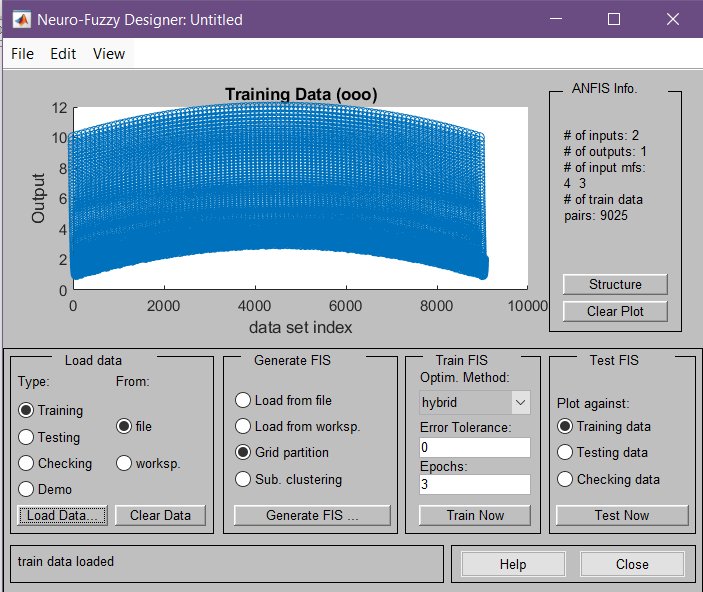 Neuro-Fuzzy Designer: Untitled
File Edit View
Training Data (ooo)
12
10
8
6
4
2
0
Output
0 2000 4000 6000 8000 10000
data set index
ANFIS Info.
# of inputs: 2
# of outputs: 1
# of input mfs:
4 3
# of train data
pairs: 9025
Structure
Clear Plot
Load data
Type: From:
Training
file
Testing
Checking
worksp.
Demo
Load Data... Clear Data
Generate FIS
Load from file
Load from worksp.
Grid partition
Sub. clustering
Generate FIS ...
Train FIS
Optim. Method:
hybrid
Error Tolerance:
0
Epochs:
3
Train Now
Test FIS
Plot against:
Training data
Testing data
Checking data
Test Now
train data loaded
Help Close